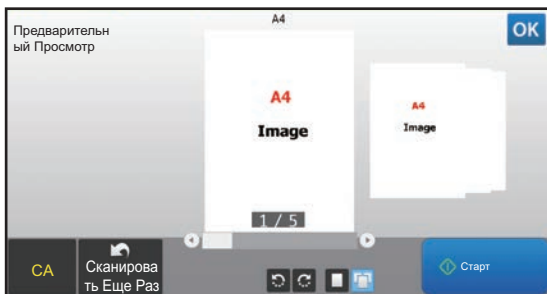 Предварительн
ый Просмотр
A4
OK
A4
Image
1 / 5
A4
Image
CA
Сканирова
ть Еще Раз
Старт